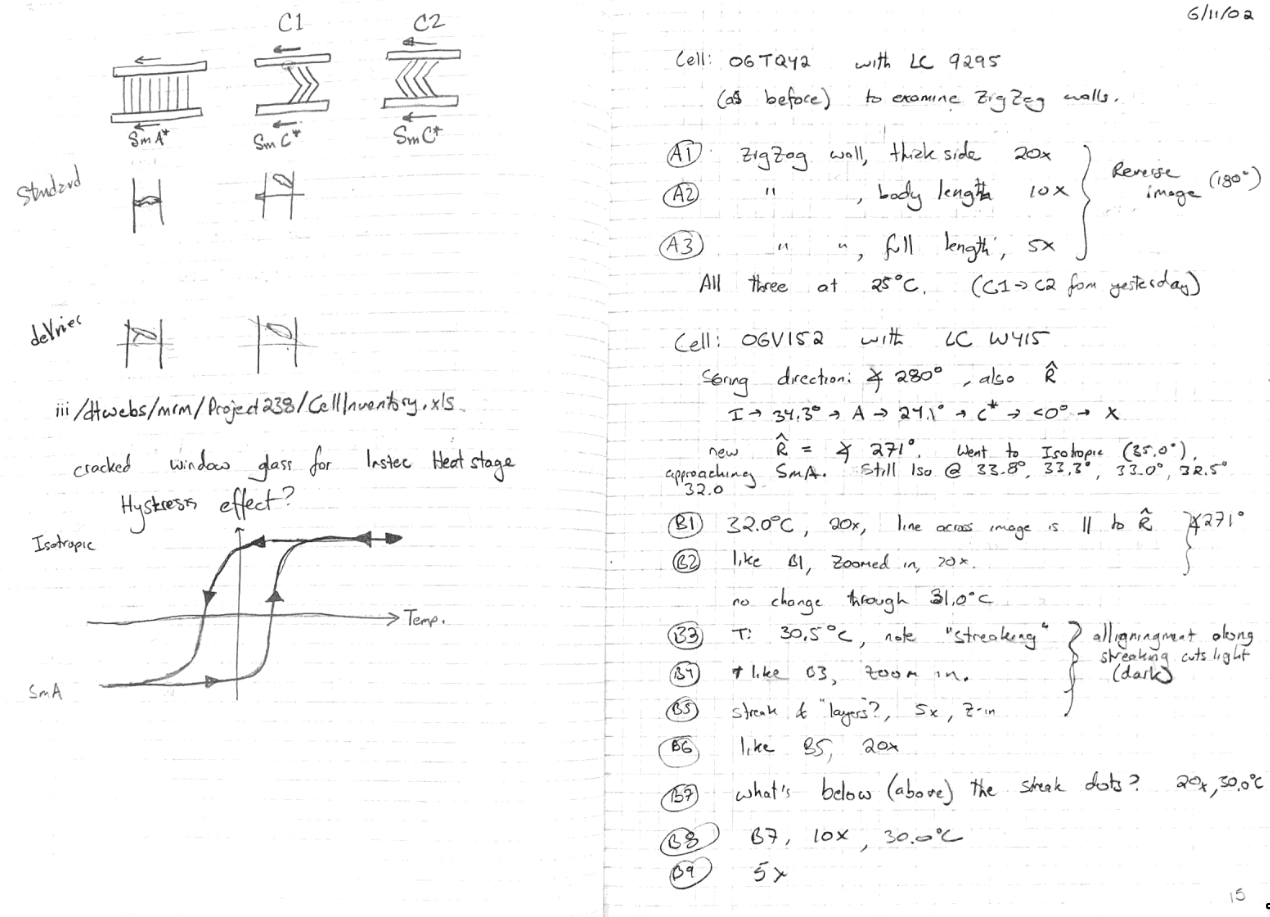 C1 C2
SmA* SmC* SmC*
Standard
deVries
iii/dtwebs/mrm/Project238/CellInventory.xls
cracked window glass for Instec Heat stage
Hysteresis effect?
Isotropic
Temp.
SmA
6/11/02
Cell: OGTQ42 with LC 9295
(as before) to examine ZigZag walls.
A1 ZigZag wall, thick side 20x
A2 " , body length 10x
A3 " ", full length, 5x
Reverse image (180°)
All three at 25°C. (C1→C2 from yesterday)
Cell: OGV152 with LC W415
direction: ∡ 280°, also R̂
I → 34.3° → A → 24.1° → C* → <0° → X
new R̂ = ∡ 271°. Went to Isotropic (35.0°),
approaching SmA. Still Iso @ 33.8°, 33.3°, 33.0°, 32.5°
32.0
B1 32.0°C, 20x, line across image is || to R̂ ∡271°
B2 like B1, zoomed in, 20x.
no change through 31.0°C
B3 T: 30.5°C, note "streaking"
B4 like B3, zoom in.
B5 streak & "layers?, 5x, z-in
alligningment along
streaking cuts light
(dark)
B6 like B5, 20x
B7 what's below (above) the streak dots? 20x, 30.0°C
B8 B7, 10x, 30.0°C
B9 5x
15